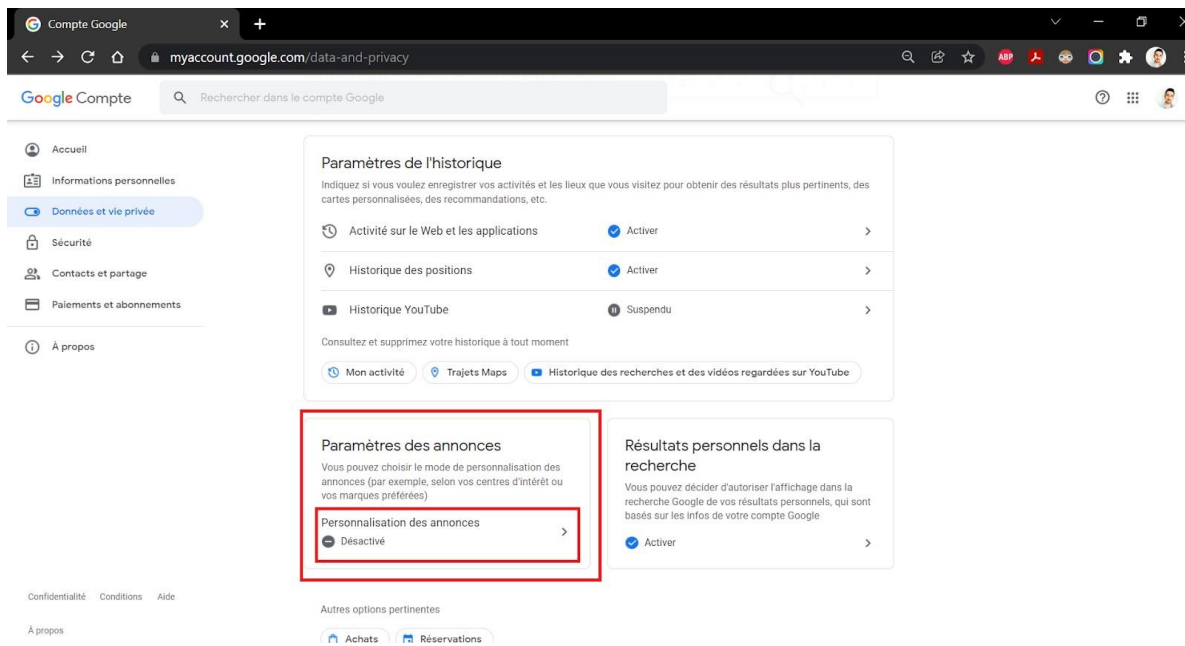 Compte Google
myaccount.google.com/data-and-privacy
ABP
Google Compte
Rechercher dans le compte Google
Accueil
Informations personnelles
Données et vie privée
Sécurité
Contacts et partage
Paiements et abonnements
À propos
Paramètres de l'historique
Indiquez si vous voulez enregistrer vos activités et les lieux que vous visitez pour obtenir des résultats plus pertinents, des
cartes personnalisées, des recommandations, etc.
Activité sur le Web et les applications
Activer
Historique des positions
Activer
Historique YouTube
Suspendu
Consultez et supprimez votre historique à tout moment
Mon activité
Trajets Maps
Historique des recherches et des vidéos regardées sur YouTube
Paramètres des annonces
Vous pouvez choisir le mode de personnalisation des
annonces (par exemple, selon vos centres d'intérêt ou
vos marques préférées)
Personnalisation des annonces
Désactivé
Résultats personnels dans la
recherche
Vous pouvez décider d'autoriser l'affichage dans la
recherche Google de vos résultats personnels, qui sont
basés sur les infos de votre compte Google
Activer
Autres options pertinentes
Achats
Réservations
Confidentialité Conditions Aide
À propos